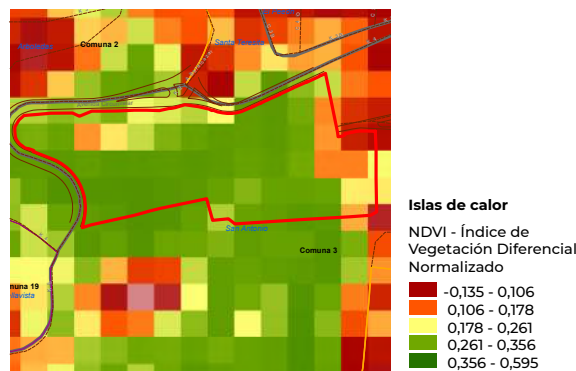 Comuna 2
Santa Teresita
San Antonio
Comuna 3
muna 19
llavista
Islas de calor
NDVI - Índice de
Vegetación Diferencial
Normalizado
-0,135 - 0,106
0,106 - 0,178
0,178 - 0,261
0,261 - 0,356
0,356 - 0,595